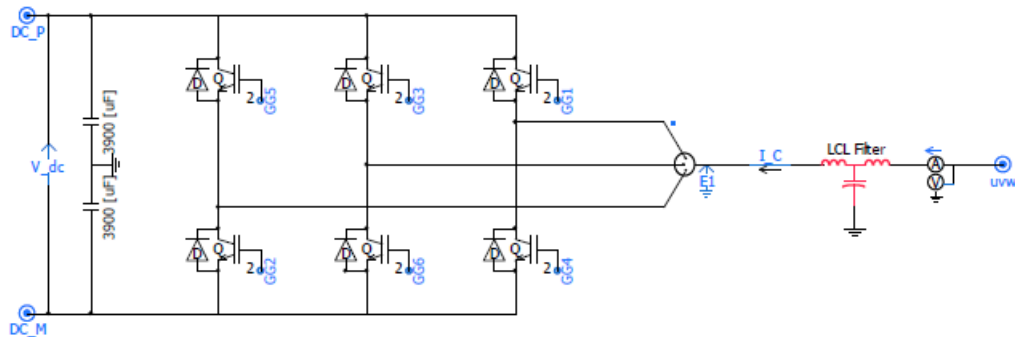 DC_P
D
Q
2
GG5
D
Q
2
GG3
D
Q
2
GG1
3900 [uF]
V_dc
I_C
LCL Filter
A
V
E1
uvw
3900 [uF]
D
Q
2
GG2
D
Q
2
GG6
D
Q
2
GG4
DC_M